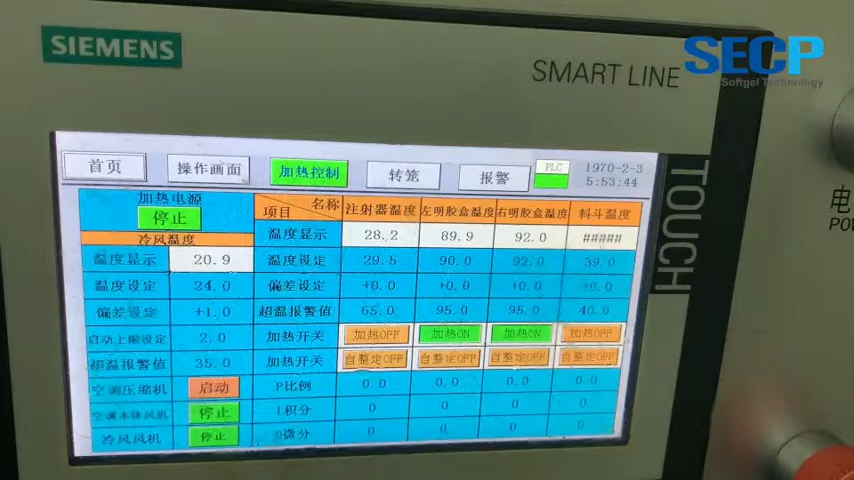 SIEMENS
SECP
Softgel Technology
SMART LINE
首页 操作画面 加热控制 转笼 报警 PLC 1970-2-3
5:53:44
TOUCH
电
PO
加热电源
停止
冷风温度
温度显示 20.9
温度设定 24.0
偏差设定 +1.0
启动上限设定 2.0
超温报警值 35.0
空调压缩机 启动
空调本体风机 停止
冷风风机 停止
项目 名称 注射器温度 左明胶盒温度 右明胶盒温度 料斗温度
温度显示 28.2 89.9 92.0 #####
温度设定 29.5 90.0 92.0 39.0
偏差设定 +0.0 +0.0 +0.0 +0.0
超温报警值 65.0 95.0 95.0 40.0
加热开关 加热OFF 加热ON 加热ON 加热OFF
加热开关 自整定OFF 自整定OFF 自整定OFF 自整定OFF
P比例 0.0 0.0 0.0 0.0
I积分 0 0 0 0
D微分 0 0 0 0